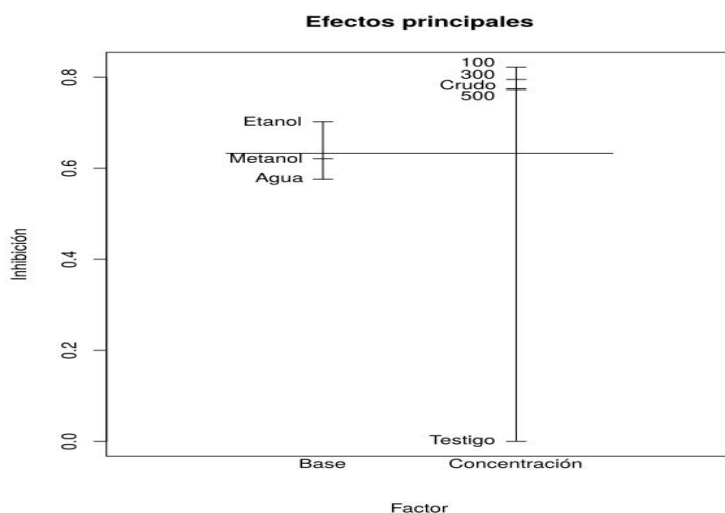 Efectos principales
Inhibición
0.8
0.6
0.4
0.2
0.0
Etanol
Metanol
Agua
100
300
Crudo
500
Testigo
Base
Concentración
Factor